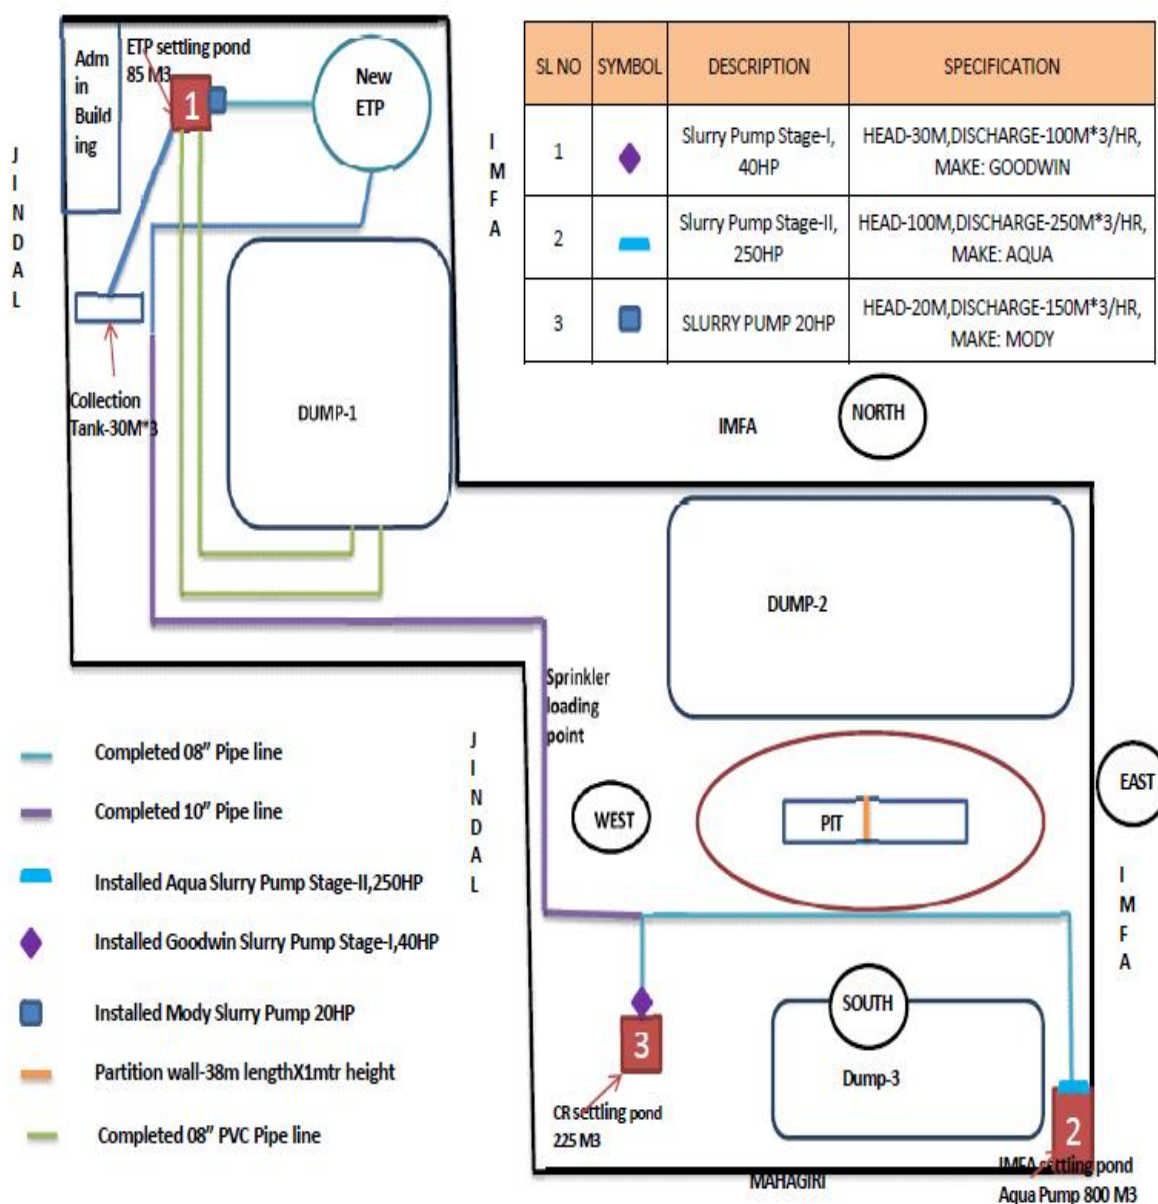 ETP settling pond
85 M3
Adm
in
Build
ing
1
New
ETP
J
I
N
D
A
L
I
M
F
A
SL NO SYMBOL DESCRIPTION SPECIFICATION
1 Slurry Pump Stage-I, 40HP HEAD-30M,DISCHARGE-100M*3/HR, MAKE: GOODWIN
2 Slurry Pump Stage-II, 250HP HEAD-100M,DISCHARGE-250M*3/HR, MAKE: AQUA
3 SLURRY PUMP 20HP HEAD-20M,DISCHARGE-150M*3/HR, MAKE: MODY
Collection
Tank-30M*3
DUMP-1
IMFA
NORTH
DUMP-2
Sprinkler
loading
point
WEST
PIT
EAST
J
I
N
D
A
L
I
M
F
A
Completed 08" Pipe line
Completed 10" Pipe line
Installed Aqua Slurry Pump Stage-II,250HP
Installed Goodwin Slurry Pump Stage-I,40HP
Installed Mody Slurry Pump 20HP
Partition wall-38m lengthX1mtr height
Completed 08" PVC Pipe line
SOUTH
3
Dump-3
CR settling pond
225 M3
2
IMFA settling pond
Aqua Pump 800 M3
MAHAGIRI